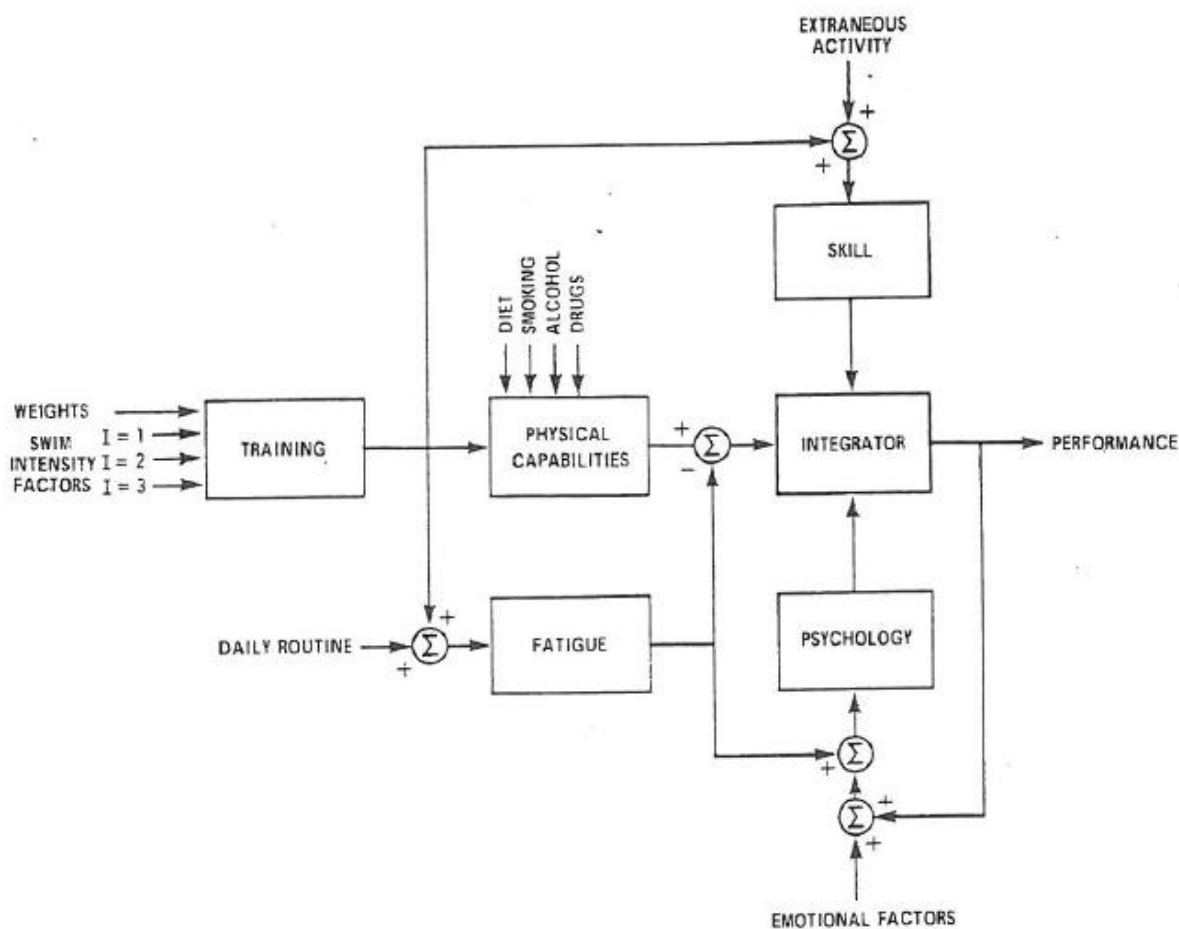 EXTRANEOUS
ACTIVITY
+
Σ
+
SKILL
DIET
SMOKING
ALCOHOL
DRUGS
WEIGHTS
SWIM I = 1
INTENSITY I = 2
FACTORS I = 3
TRAINING
PHYSICAL
CAPABILITIES
+
Σ
-
INTEGRATOR
PERFORMANCE
DAILY ROUTINE
+
Σ
+
FATIGUE
PSYCHOLOGY
Σ
+
+
Σ
+
EMOTIONAL FACTORS